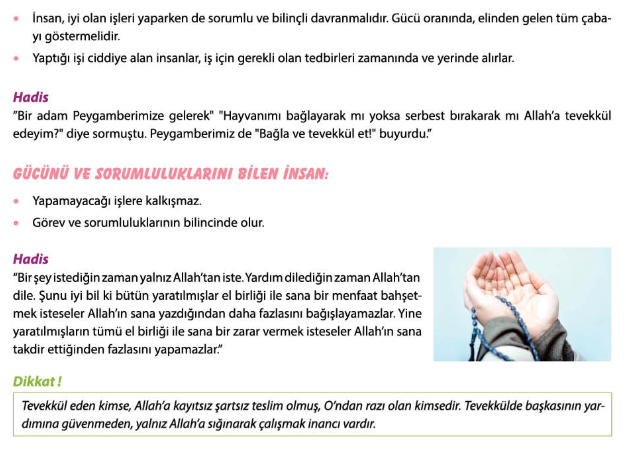 • İnsan, iyi olan işleri yaparken de sorumlu ve bilinçli davranmalıdır. Gücü oranında, elinden gelen tüm çaba-
yı göstermelidir.
• Yaptığı işi ciddiye alan insanlar, iş için gerekli olan tedbirleri zamanında ve yerinde alırlar.
Hadis
"Bir adam Peygamberimize gelerek" "Hayvanımı bağlayarak mı yoksa serbest bırakarak mı Allah'a tevekkül
edeyim?" diye sormuştu. Peygamberimiz de "Bağla ve tevekkül et!" buyurdu."
GÜCÜNÜ VE SORUMLULUKLARINI BİLEN İNSAN:
• Yapamayacağı işlere kalkışmaz.
• Görev ve sorumluluklarının bilincinde olur.
Hadis
"Bir şey istediğin zaman yalnız Allah'tan iste. Yardım dilediğin zaman Allah'tan
dile. Şunu iyi bil ki bütün yaratılmışlar el birliği ile sana bir menfaat bahşet-
mek isteseler Allah'ın sana yazdığından daha fazlasını bağışlayamazlar. Yine
yaratılmışların tümü el birliği ile sana bir zarar vermek isteseler Allah'ın sana
takdir ettiğinden fazlasını yapamazlar."
Dikkat !
Tevekkül eden kimse, Allah'a kayıtsız şartsız teslim olmuş, O'ndan razı olan kimsedir. Tevekkülde başkasının yar-
dımına güvenmeden, yalnız Allah'a sığınarak çalışmak inancı vardır.